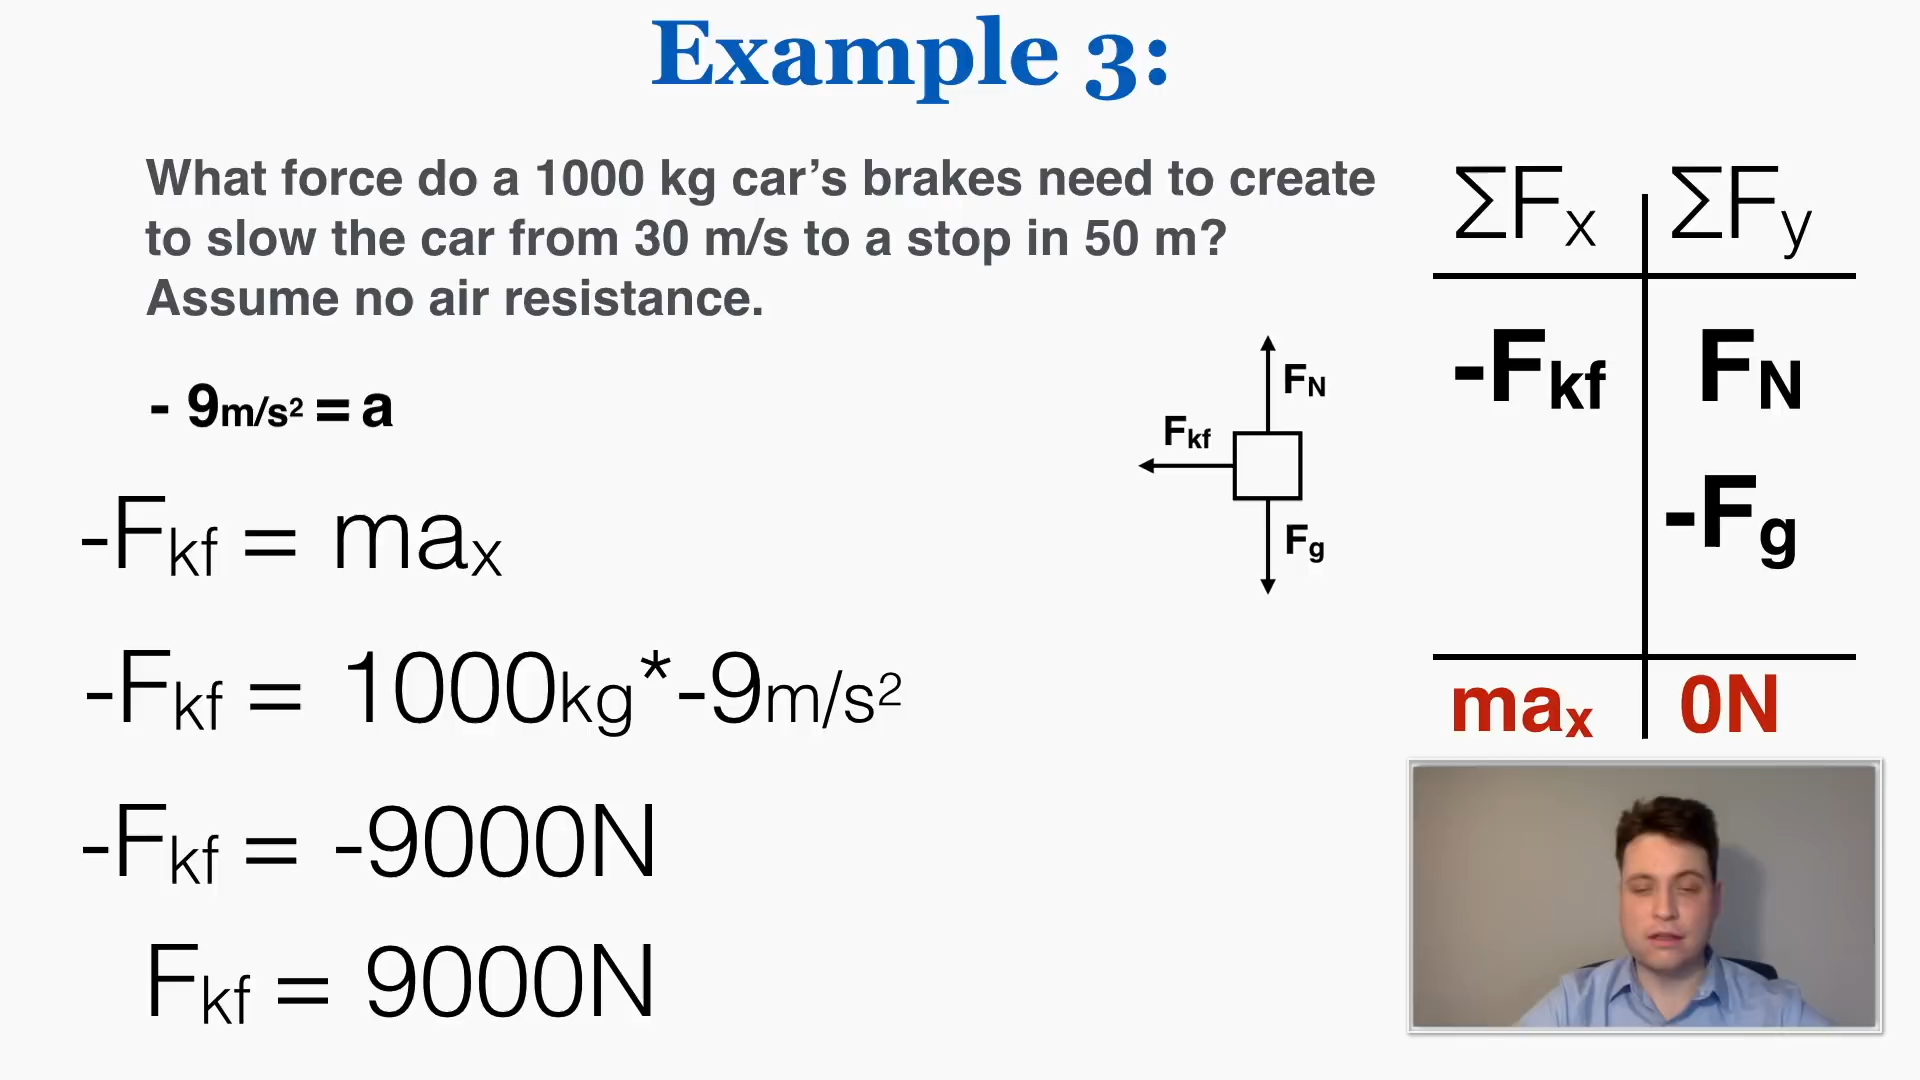 Example 3:
What force do a 1000 kg car’s brakes need to create
to slow the car from 30 m/s to a stop in 50 m?
Assume no air resistance.
- 9m/s² = a
-Fkf = max
-Fkf = 1000kg*-9m/s²
-Fkf = -9000N
Fkf = 9000N
FN
Fkf
Fg
ΣFx ΣFy
-Fkf FN
-Fg
max 0N